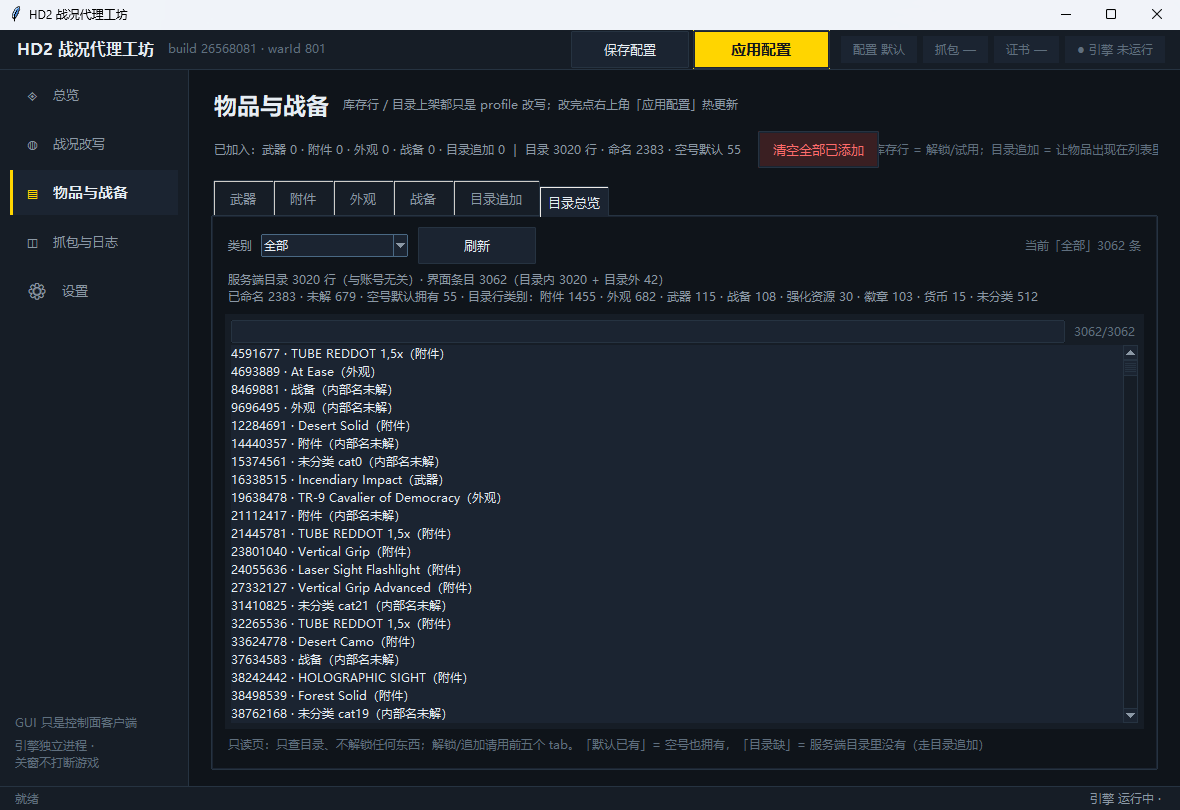 HD2 战况代理工坊
HD2 战况代理工坊 build 26568081 · warId 801 保存配置 应用配置 配置 默认 抓包 — 证书 — ● 引擎 未运行
总览
战况改写
物品与战备
抓包与日志
设置
物品与战备 库存行 / 目录上架都只是 profile 改写；改完点右上角「应用配置」热更新
已加入：武器 0 · 附件 0 · 外观 0 · 战备 0 · 目录追加 0 | 目录 3020 行 · 命名 2383 · 空号默认 55 清空全部已添加 库存行 = 解锁/试用；目录追加 = 让物品出现在列表里
武器 附件 外观 战备 目录追加 目录总览
类别 全部 刷新 当前「全部」3062 条
服务端目录 3020 行（与账号无关）· 界面条目 3062（目录内 3020 + 目录外 42）
已命名 2383 · 未解 679 · 空号默认拥有 55 · 目录行类别：附件 1455 · 外观 682 · 武器 115 · 战备 108 · 强化资源 30 · 徽章 103 · 货币 15 · 未分类 512
3062/3062
4591677 · TUBE REDDOT 1,5x（附件）
4693889 · At Ease（外观）
8469881 · 战备（内部名未解）
9696495 · 外观（内部名未解）
12284691 · Desert Solid（附件）
14440357 · 附件（内部名未解）
15374561 · 未分类 cat0（内部名未解）
16338515 · Incendiary Impact（武器）
19638478 · TR-9 Cavalier of Democracy（外观）
21112417 · 附件（内部名未解）
21445781 · TUBE REDDOT 1,5x（附件）
23801040 · Vertical Grip（附件）
24055636 · Laser Sight Flashlight（附件）
27332127 · Vertical Grip Advanced（附件）
31410825 · 未分类 cat21（内部名未解）
32265536 · TUBE REDDOT 1,5x（附件）
33624778 · Desert Camo（附件）
37634583 · 战备（内部名未解）
38242442 · HOLOGRAPHIC SIGHT（附件）
38498539 · Forest Solid（附件）
38762168 · 未分类 cat19（内部名未解）
只读页：只查目录、不解锁任何东西；解锁/追加请用前五个 tab。「默认已有」= 空号也拥有，「目录缺」= 服务端目录里没有（走目录追加）
GUI 只是控制面客户端
引擎独立进程 ·
关窗不打断游戏
就绪 引擎 运行中 ·